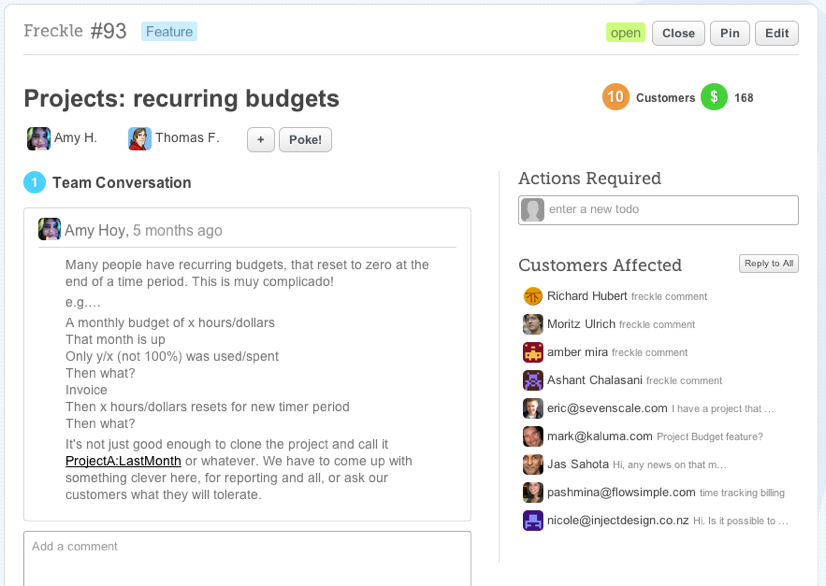 Freckle #93 Feature open Close Pin Edit
Projects: recurring budgets
10 Customers $ 168
Amy H. Thomas F. + Poke!
1 Team Conversation
Amy Hoy, 5 months ago
Many people have recurring budgets, that reset to zero at the
end of a time period. This is muy complicado!
e.g....
A monthly budget of x hours/dollars
That month is up
Only y/x (not 100%) was used/spent
Then what?
Invoice
Then x hours/dollars resets for new timer period
Then what?
It's not just good enough to clone the project and call it
ProjectA:LastMonth or whatever. We have to come up with
something clever here, for reporting and all, or ask our
customers what they will tolerate.
Add a comment
Actions Required
enter a new todo
Customers Affected Reply to All
Richard Hubert freckle comment
Moritz Ulrich freckle comment
amber mira freckle comment
Ashant Chalasani freckle comment
eric@sevenscale.com I have a project that ...
mark@kaluma.com Project Budget feature?
Jas Sahota Hi, any news on that m...
pashmina@flowsimple.com time tracking billing
nicole@injectdesign.co.nz Hi. Is it possible to ...